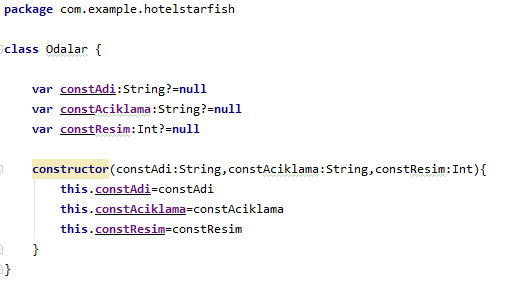 package com.example.hotelstarfish
class Odalar {
var constAdi:String?=null
var constAciklama:String?=null
var constResim:Int?=null
constructor(constAdi:String,constAciklama:String,constResim:Int){
this.constAdi=constAdi
this.constAciklama=constAciklama
this.constResim=constResim
}
}